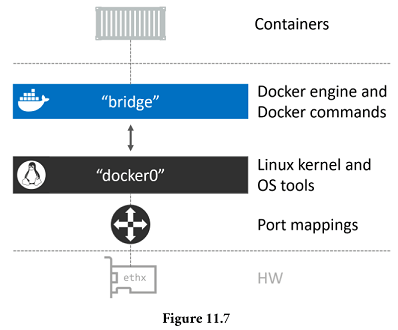 Containers
“bridge”
Docker engine and
Docker commands
“docker0”
Linux kernel and
OS tools
Port mappings
ethx
HW
Figure 11.7